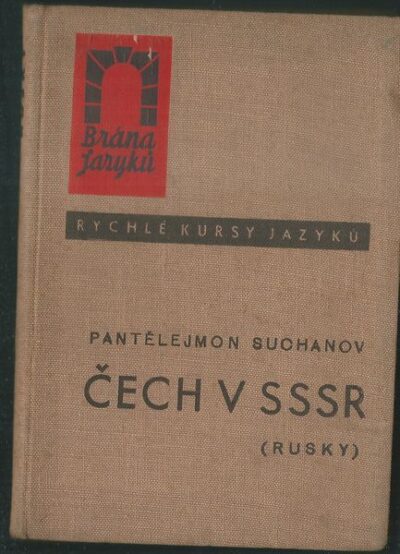 Brána
jazyků
RYCHLÉ KURSY JAZYKŮ
PANTĚLEJMON SUCHANOV
ČECH V SSSR
(RUSKY)